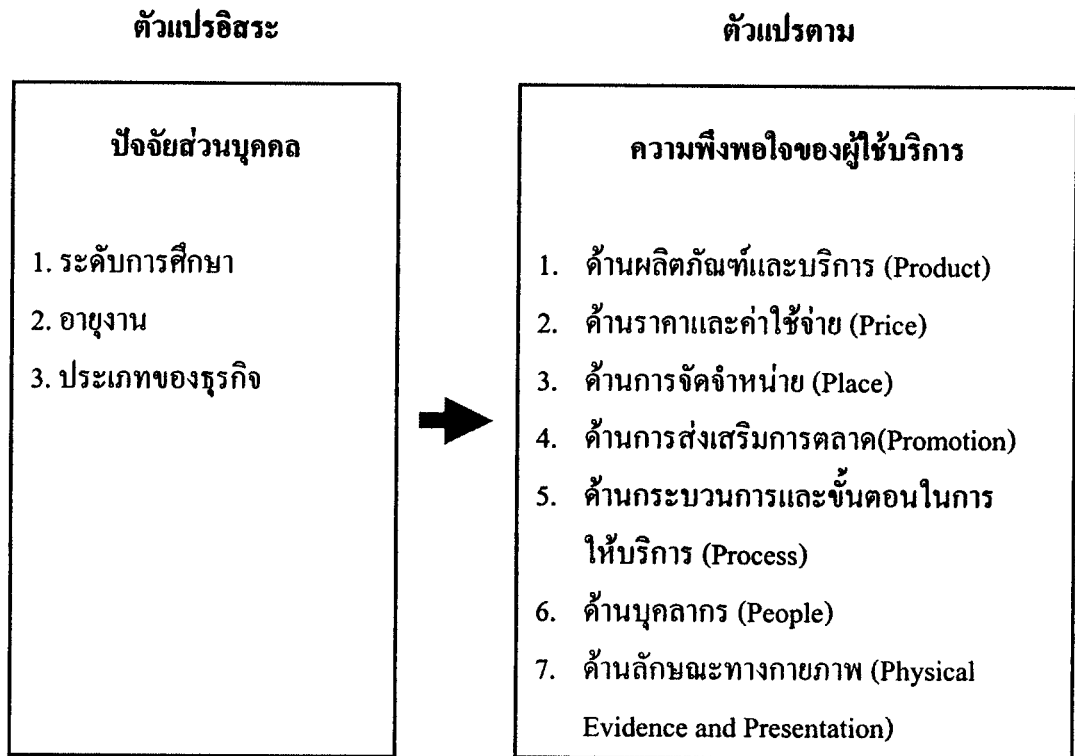 ตัวแปรอิสระ
ปัจจัยส่วนบุคคล
1. ระดับการศึกษา
2. อายุงาน
3. ประเภทของธุรกิจ
ตัวแปรตาม
ความพึงพอใจของผู้ใช้บริการ
1. ด้านผลิตภัณฑ์และบริการ (Product)
2. ด้านราคาและค่าใช้จ่าย (Price)
3. ด้านการจัดจำหน่าย (Place)
4. ด้านการส่งเสริมการตลาด(Promotion)
5. ด้านกระบวนการและขั้นตอนในการ
ให้บริการ (Process)
6. ด้านบุคลากร (People)
7. ด้านลักษณะทางกายภาพ (Physical
Evidence and Presentation)